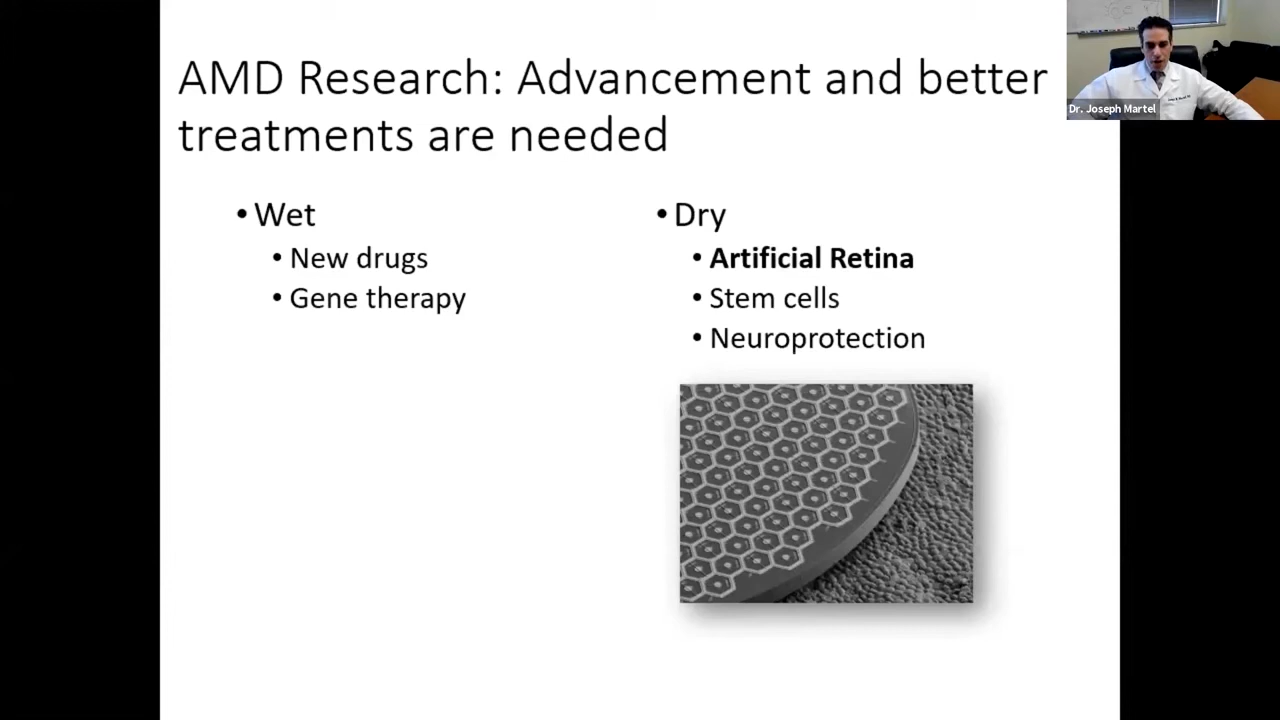 AMD Research: Advancement and better
treatments are needed
• Wet
• New drugs
• Gene therapy
• Dry
• Artificial Retina
• Stem cells
• Neuroprotection
Dr. Joseph Martel